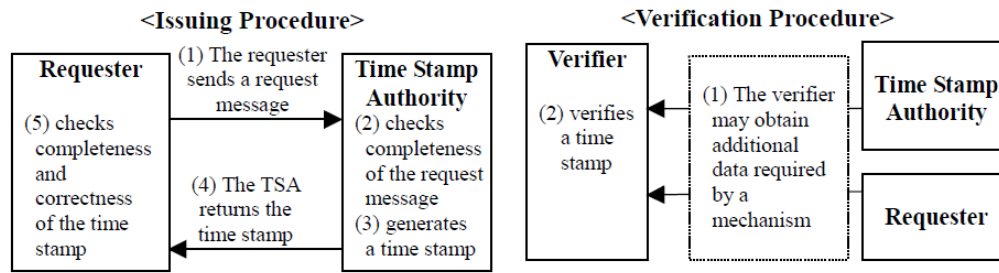 <Issuing Procedure>
Requester
(5) checks
completeness
and
correctness
of the time
stamp
(1) The requester
sends a request
message
(4) The TSA
returns the
time stamp
Time Stamp
Authority
(2) checks
completeness
of the request
message
(3) generates
a time stamp
<Verification Procedure>
Verifier
(2) verifies
a time
stamp
(1) The verifier
may obtain
additional
data required
by a
mechanism
Time Stamp
Authority
Requester